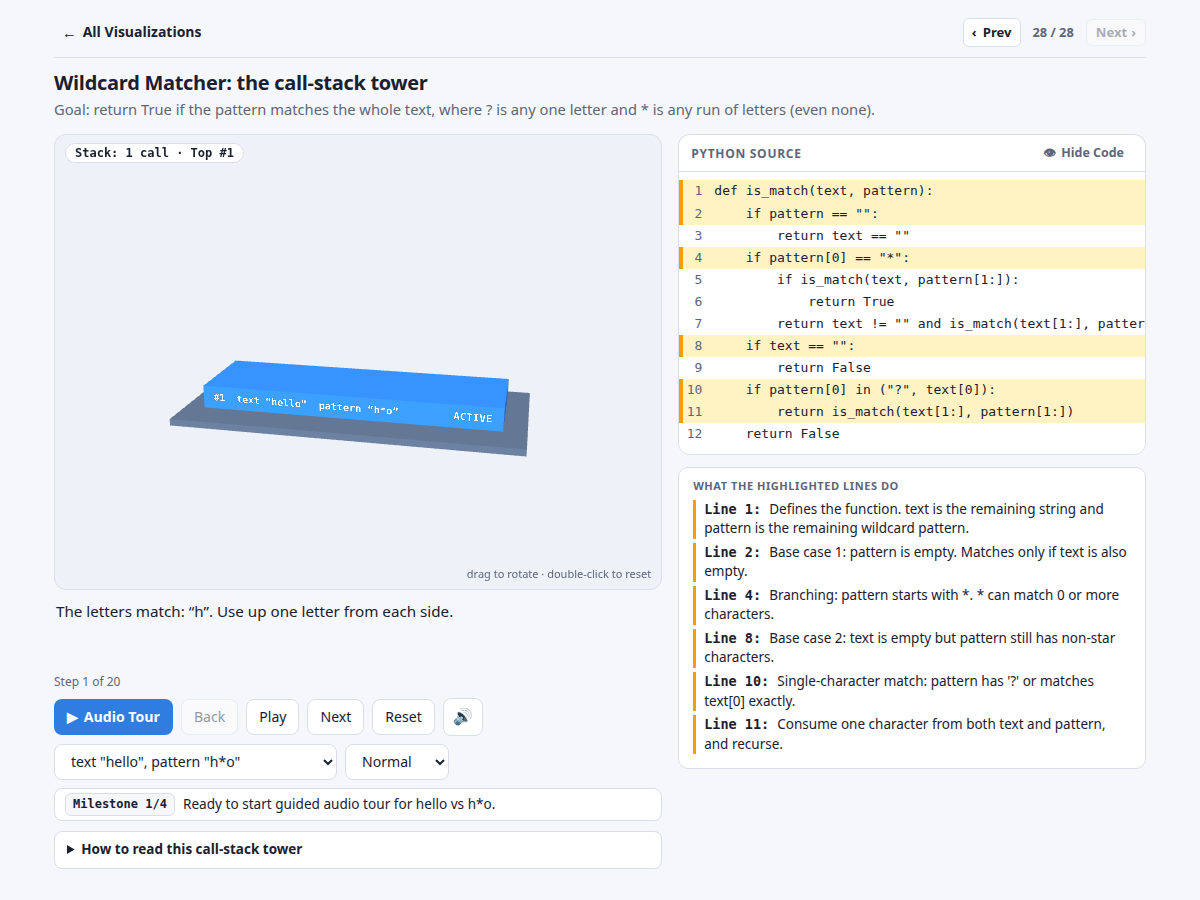 ← All Visualizations
‹ Prev
28 / 28
Next ›
Wildcard Matcher: the call-stack tower
Goal: return True if the pattern matches the whole text, where ? is any one letter and * is any run of letters (even none).
Stack: 1 call · Top #1
#1 text "hello" pattern "h*o" ACTIVE
drag to rotate · double-click to reset
The letters match: “h”. Use up one letter from each side.
Step 1 of 20
▶ Audio Tour
Back
Play
Next
Reset
text "hello", pattern "h*o"
Normal
Milestone 1/4 Ready to start guided audio tour for hello vs h*o.
▶ How to read this call-stack tower
PYTHON SOURCE
Hide Code
1 def is_match(text, pattern):
2     if pattern == "":
3         return text == ""
4     if pattern[0] == "*":
5         if is_match(text, pattern[1:]):
6             return True
7         return text != "" and is_match(text[1:], patter
8     if text == "":
9         return False
10     if pattern[0] in ("?", text[0]):
11         return is_match(text[1:], pattern[1:])
12     return False
WHAT THE HIGHLIGHTED LINES DO
Line 1: Defines the function. text is the remaining string and
pattern is the remaining wildcard pattern.
Line 2: Base case 1: pattern is empty. Matches only if text is also
empty.
Line 4: Branching: pattern starts with *. * can match 0 or more
characters.
Line 8: Base case 2: text is empty but pattern still has non-star
characters.
Line 10: Single-character match: pattern has '?' or matches
text[0] exactly.
Line 11: Consume one character from both text and pattern,
and recurse.